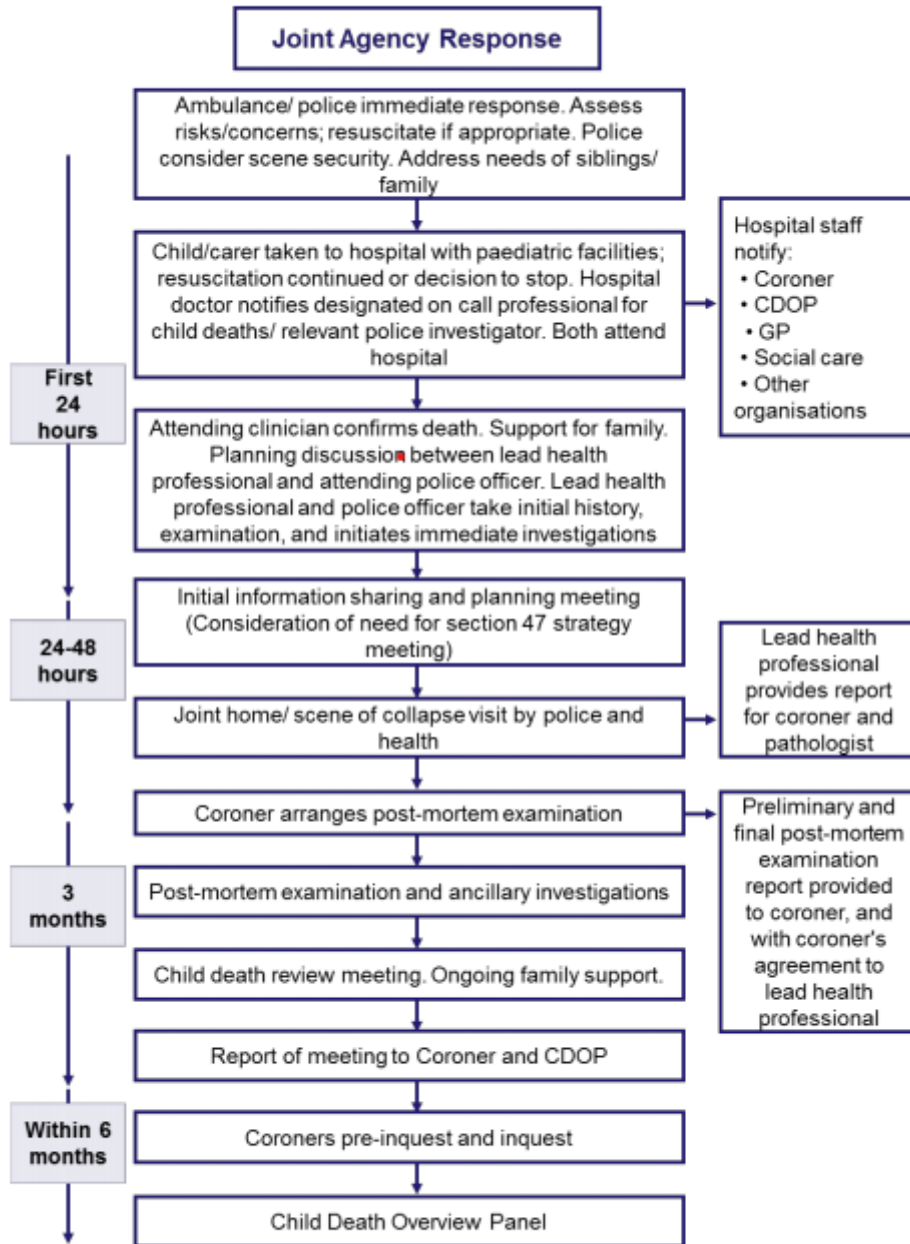 Joint Agency Response
Ambulance/ police immediate response. Assess
risks/concerns; resuscitate if appropriate. Police
consider scene security. Address needs of siblings/
family
Child/carer taken to hospital with paediatric facilities;
resuscitation continued or decision to stop. Hospital
doctor notifies designated on call professional for
child deaths/ relevant police investigator. Both attend
hospital
Hospital staff
notify:
• Coroner
• CDOP
• GP
• Social care
• Other
organisations
First
24
hours
Attending clinician confirms death. Support for family.
Planning discussion between lead health
professional and attending police officer. Lead health
professional and police officer take initial history,
examination, and initiates immediate investigations
24-48
hours
Initial information sharing and planning meeting
(Consideration of need for section 47 strategy
meeting)
Joint home/ scene of collapse visit by police and
health
Lead health
professional
provides report
for coroner and
pathologist
Coroner arranges post-mortem examination
Preliminary and
final post-mortem
examination
report provided
to coroner, and
with coroner's
agreement to
lead health
professional
3
months
Post-mortem examination and ancillary investigations
Child death review meeting. Ongoing family support.
Report of meeting to Coroner and CDOP
Within 6
months
Coroners pre-inquest and inquest
Child Death Overview Panel